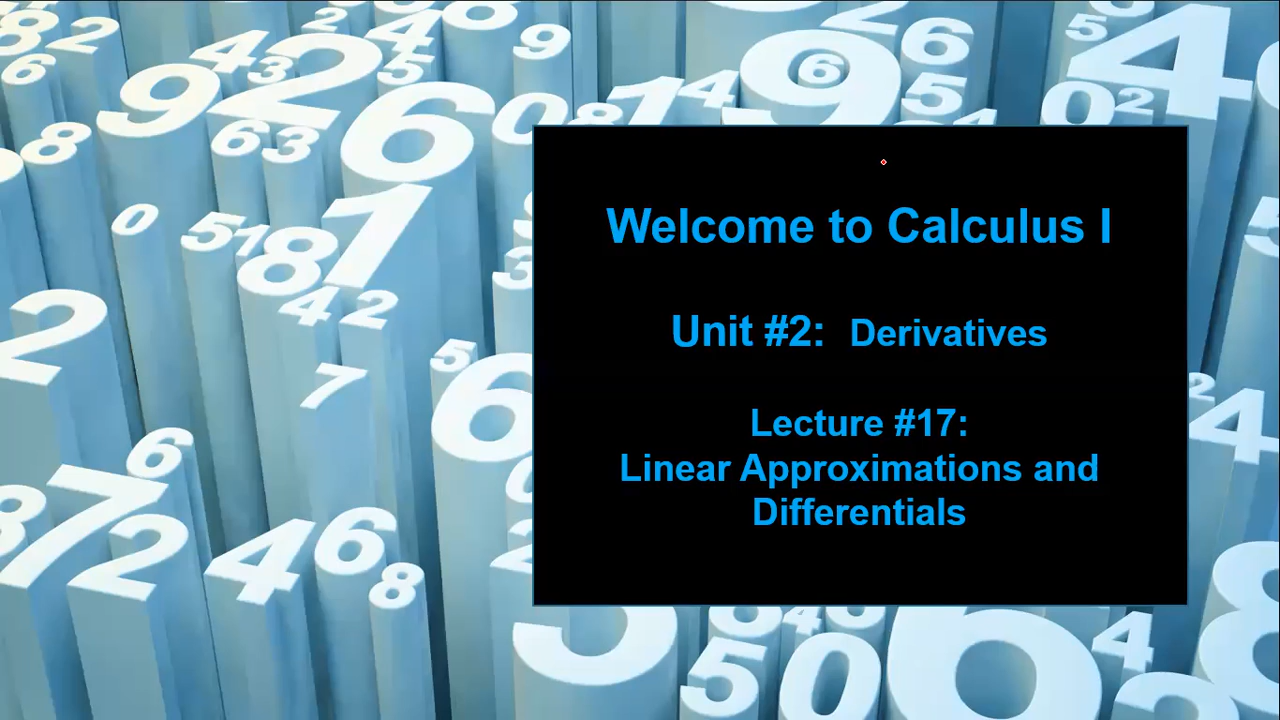 Welcome to Calculus I
Unit #2: Derivatives
Lecture #17:
Linear Approximations and
Differentials